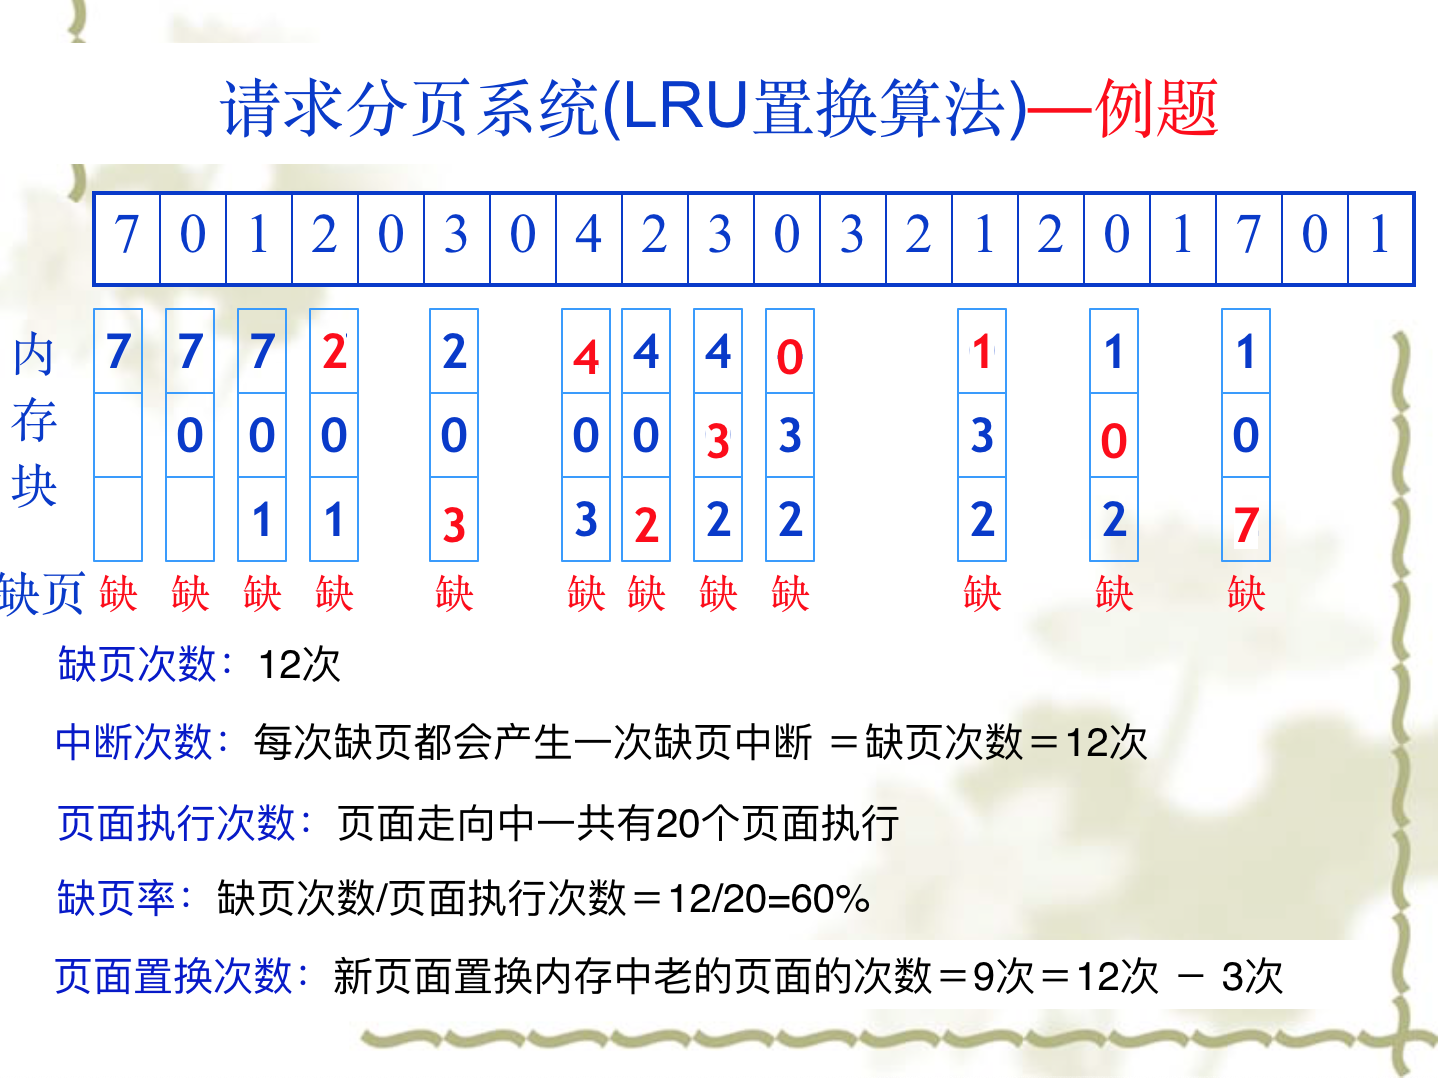 请求分页系统(LRU置换算法)—例题
7 0 1 2 0 3 0 4 2 3 0 3 2 1 2 0 1 7 0 1
内存块
7 7 7 2 2 4 4 4 0 1 1 1
0 0 0 0 0 0 3 3 3 0 0
1 1 3 3 2 2 2 2 2 7
缺页 缺 缺 缺 缺 缺 缺 缺 缺 缺 缺 缺 缺
缺页次数：12次
中断次数：每次缺页都会产生一次缺页中断 ＝缺页次数＝12次
页面执行次数：页面走向中一共有20个页面执行
缺页率：缺页次数/页面执行次数＝12/20=60%
页面置换次数：新页面置换内存中老的页面的次数＝9次＝12次 － 3次